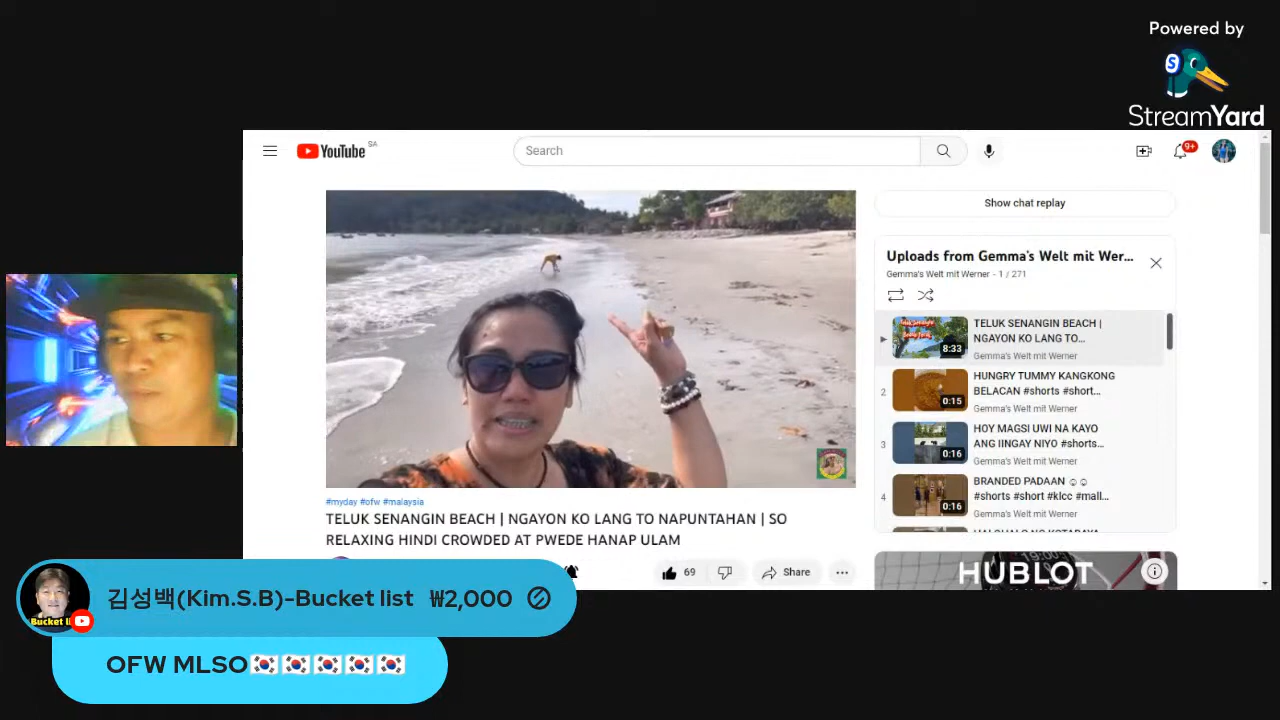 Powered by
StreamYard
YouTube SA
Search
9+
Show chat replay
Uploads from Gemma's Welt mit Wer...
Gemma's Welt mit Werner - 1 / 271
8:33
TELUK SENANGIN BEACH |
NGAYON KO LANG TO...
Gemma's Welt mit Werner
2
0:15
HUNGRY TUMMY KANGKONG
BELACAN #shorts #short...
Gemma's Welt mit Werner
3
0:16
HOY MAGSI UWI NA KAYO
ANG IINGAY NIYO #shorts...
Gemma's Welt mit Werner
4
0:16
BRANDED PADAAN ☺☺
#shorts #short #klcc #mall...
Gemma's Welt mit Werner
#myday #ofw #malaysia
TELUK SENANGIN BEACH | NGAYON KO LANG TO NAPUNTAHAN | SO
RELAXING HINDI CROWDED AT PWEDE HANAP ULAM
69
Share
HUBLOT
김성백(Kim.S.B)-Bucket list ₩2,000
OFW MLSO🇰🇷🇰🇷🇰🇷🇰🇷🇰🇷